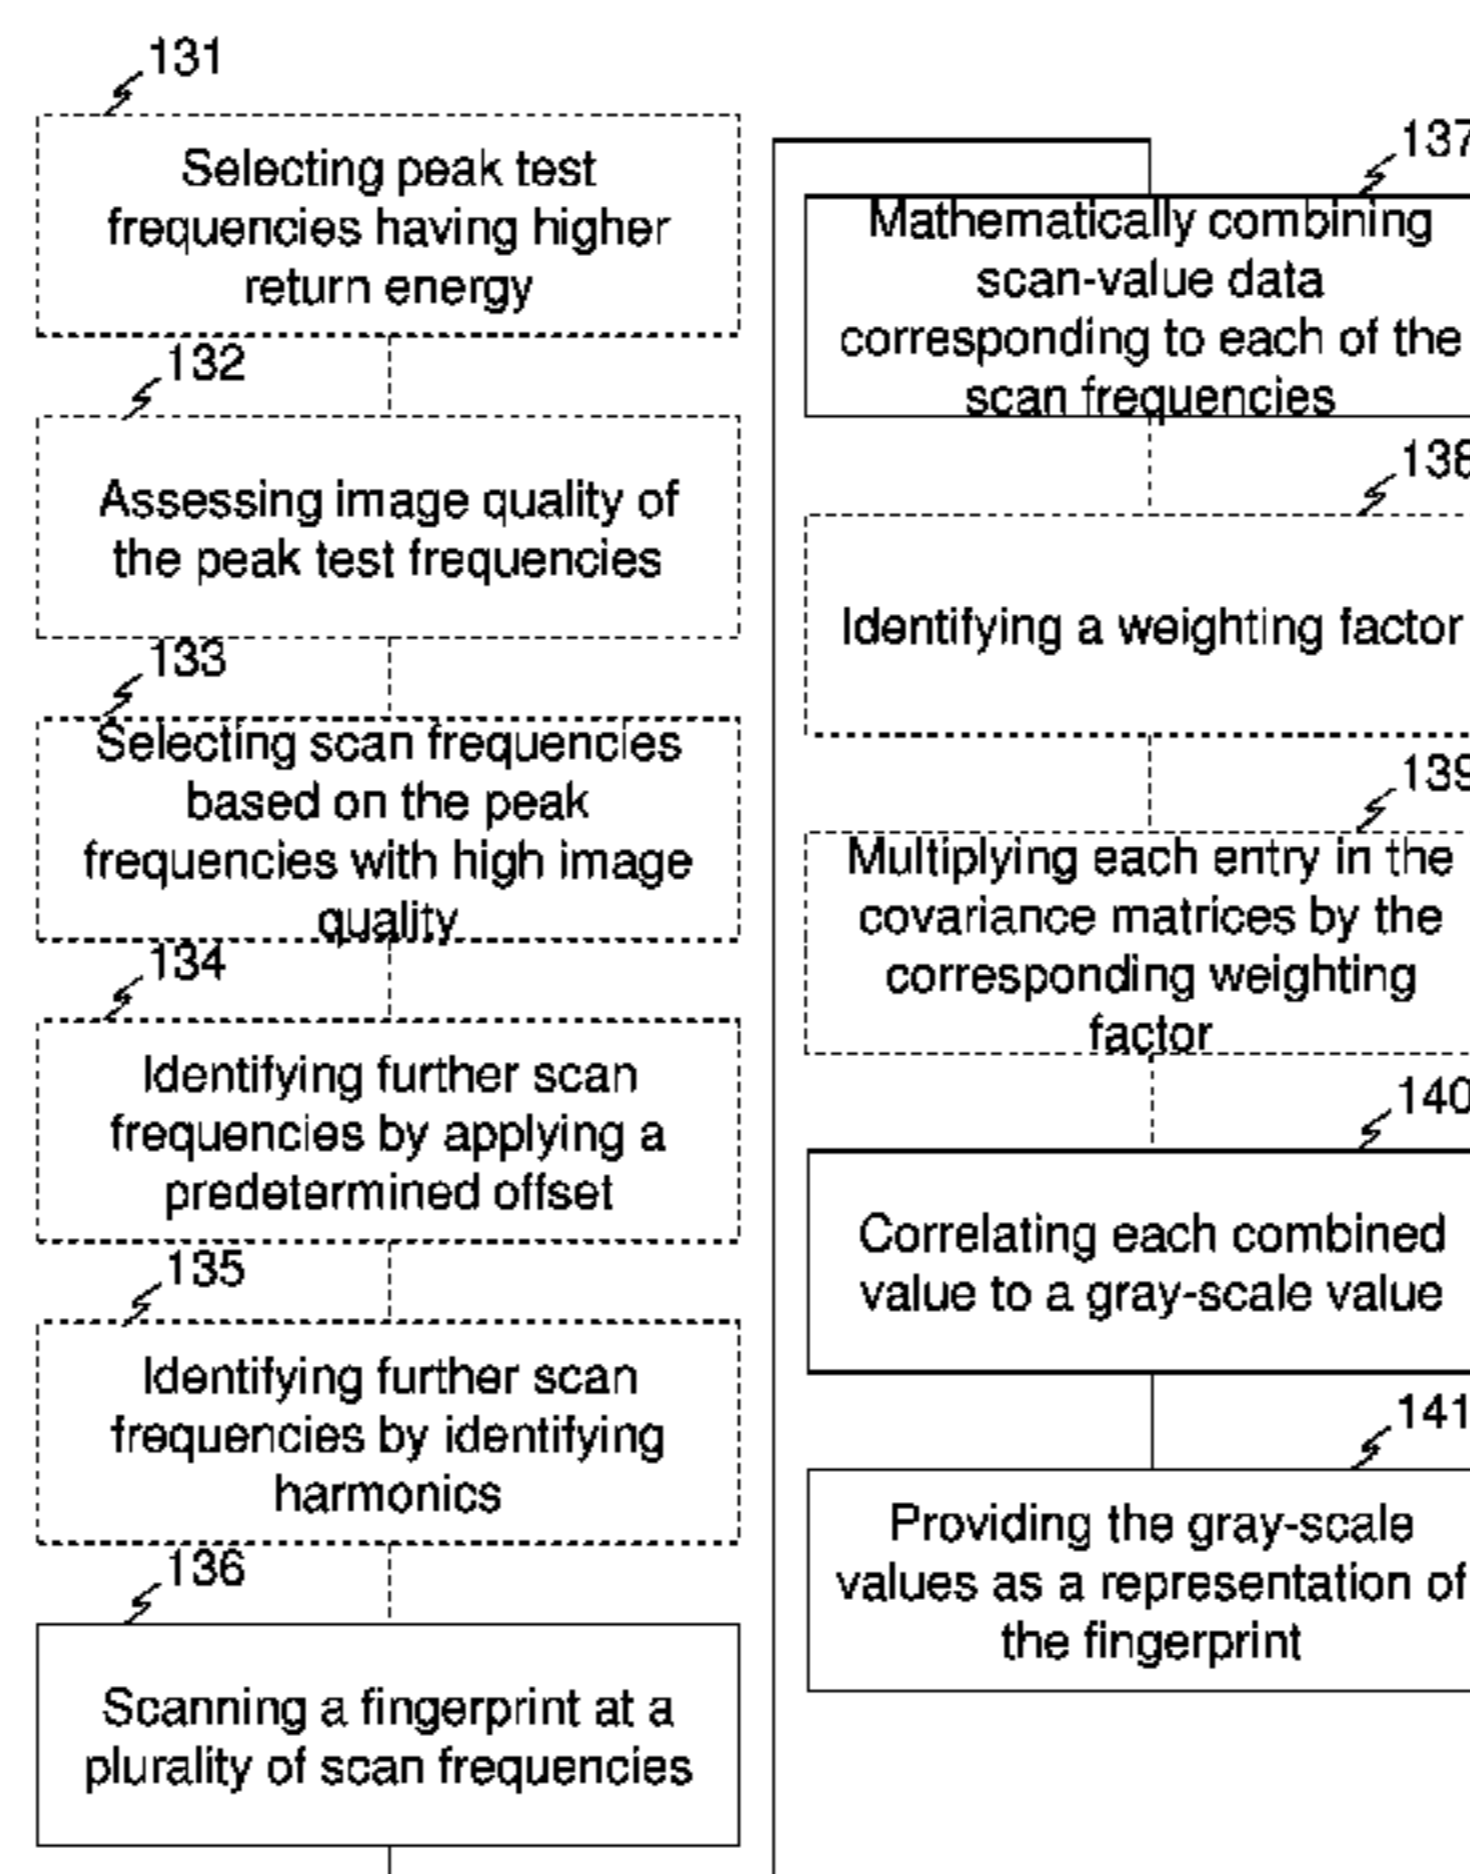 131
Selecting peak test
frequencies having higher
return energy
132
Assessing image quality of
the peak test frequencies
133
Selecting scan frequencies
based on the peak
frequencies with high image
quality
134
Identifying further scan
frequencies by applying a
predetermined offset
135
Identifying further scan
frequencies by identifying
harmonics
136
Scanning a fingerprint at a
plurality of scan frequencies
137
Mathematically combining
scan-value data
corresponding to each of the
scan frequencies
138
Identifying a weighting factor
139
Multiplying each entry in the
covariance matrices by the
corresponding weighting
factor
140
Correlating each combined
value to a gray-scale value
141
Providing the gray-scale
values as a representation of
the fingerprint